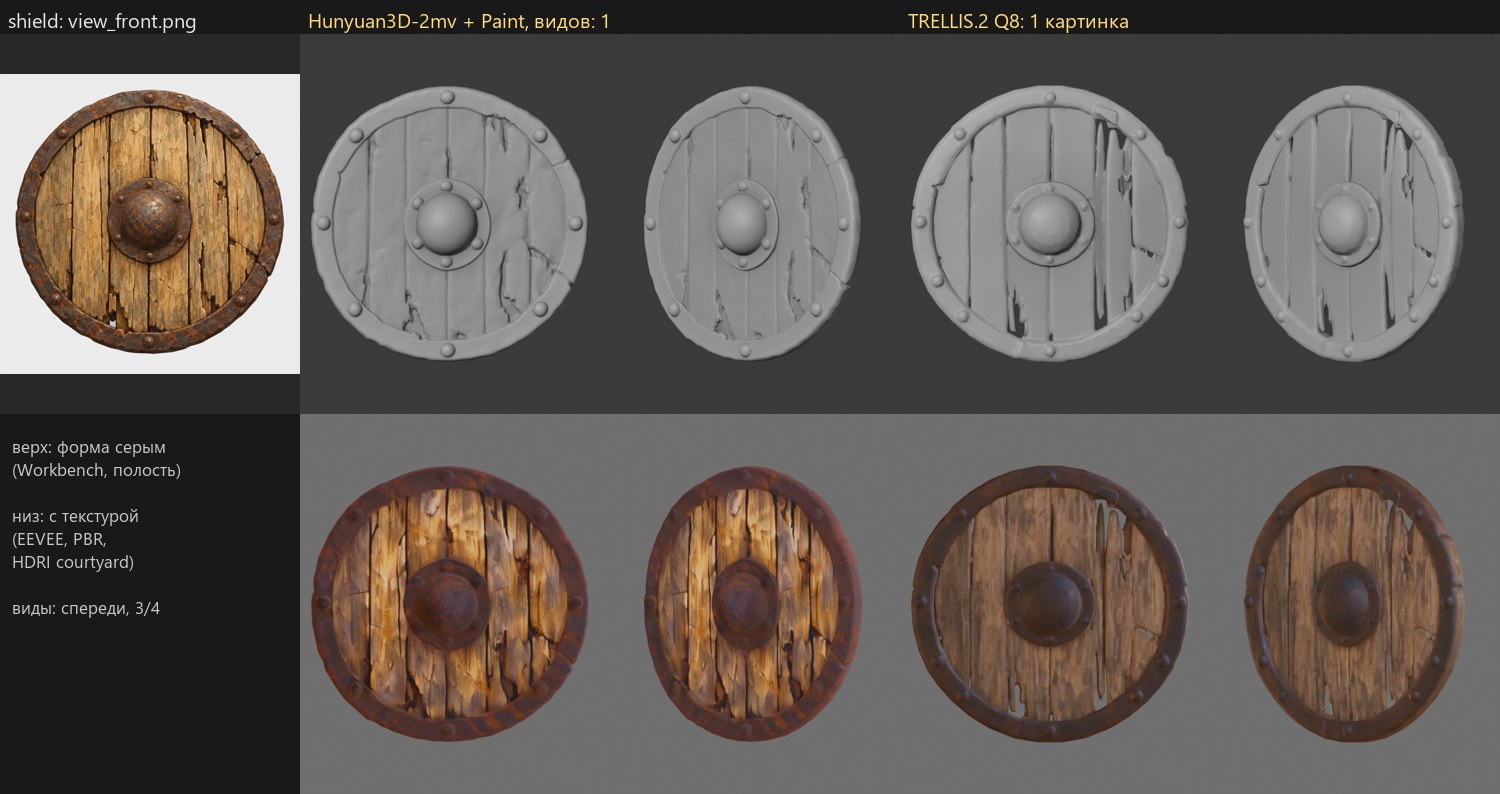 shield: view_front.png
Hunyuan3D-2mv + Paint, видов: 1
TRELLIS.2 Q8: 1 картинка
верх: форма серым
(Workbench, полость)
низ: с текстурой
(EEVEE, PBR,
HDRI courtyard)
виды: спереди, 3/4